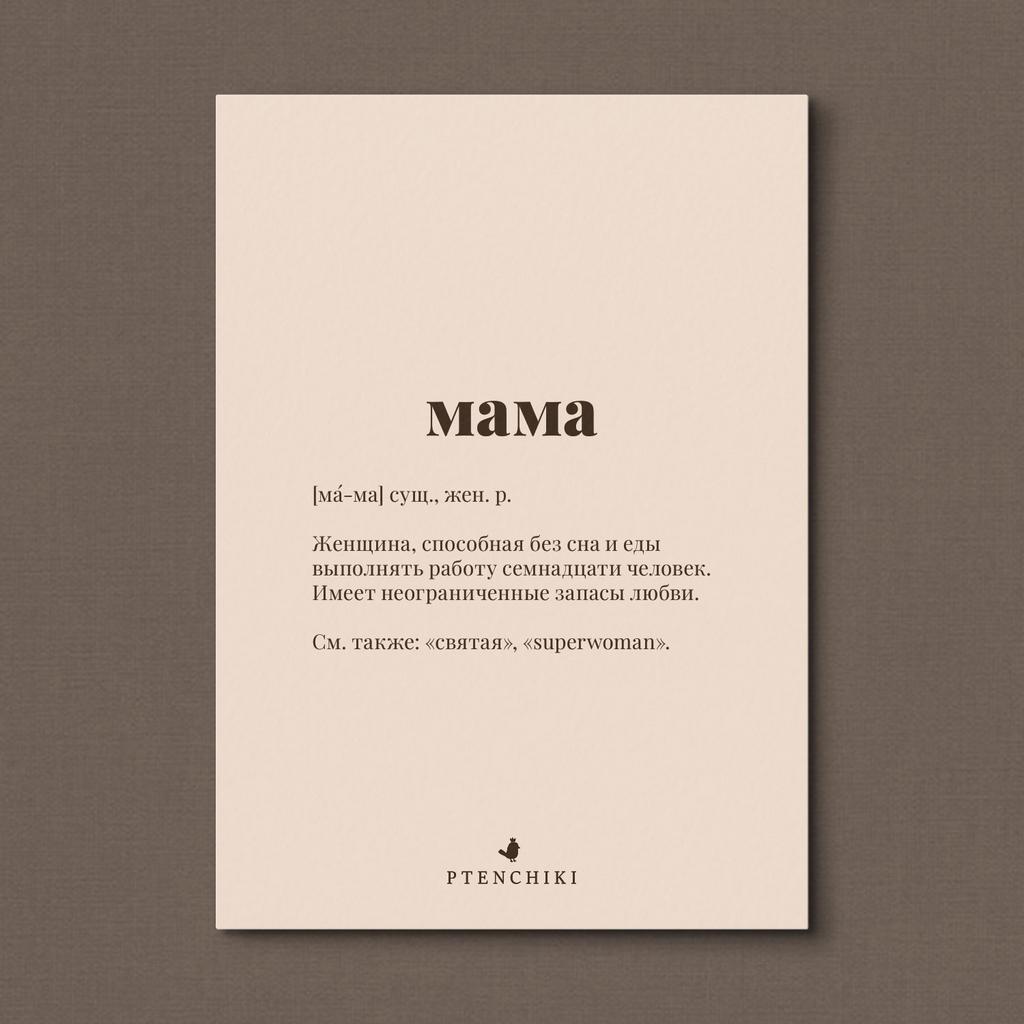 мама
[ма́-ма] сущ., жен. р.
Женщина, способная без сна и еды
выполнять работу семнадцати человек.
Имеет неограниченные запасы любви.
См. также: «святая», «superwoman».
PTENCHIKI